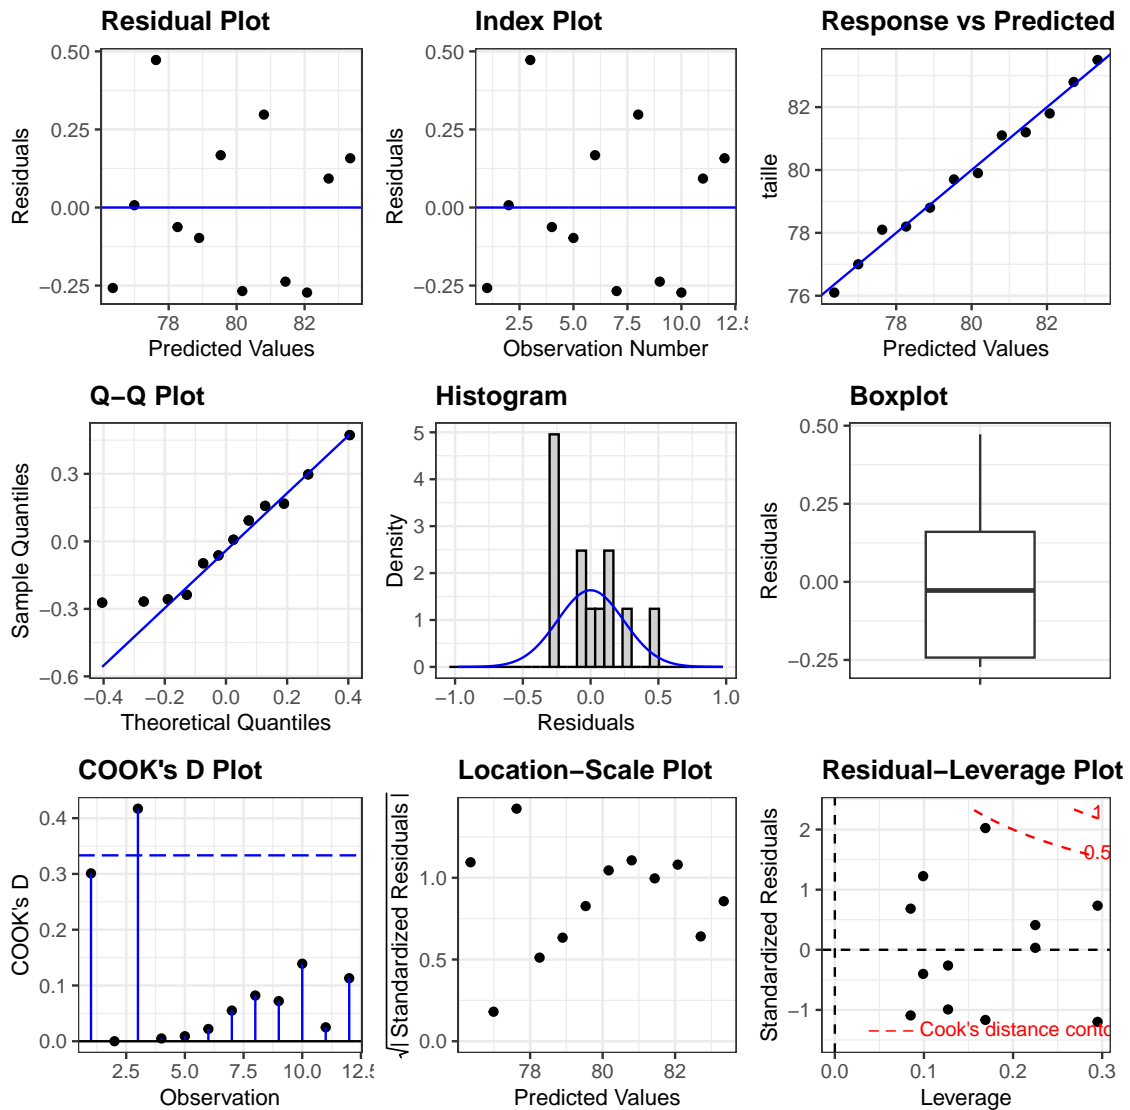 Residual Plot
0.50
0.25
0.00
−0.25
Residuals
78 80 82
Predicted Values
Index Plot
0.50
0.25
0.00
−0.25
Residuals
2.5 5.0 7.5 10.0 12.5
Observation Number
Response vs Predicted
82
80
78
76
taille
78 80 82
Predicted Values
Q−Q Plot
0.3
0.0
−0.3
−0.6
Sample Quantiles
−0.4 −0.2 0.0 0.2 0.4
Theoretical Quantiles
Histogram
5
4
3
2
1
0
Density
−1.0 −0.5 0.0 0.5 1.0
Residuals
Boxplot
0.50
0.25
0.00
−0.25
Residuals
COOK's D Plot
0.4
0.3
0.2
0.1
0.0
COOK's D
2.5 5.0 7.5 10.0 12.5
Observation
Location−Scale Plot
1.0
0.5
0.0
√| Standardized Residuals |
78 80 82
Predicted Values
Residual−Leverage Plot
2
1
0
−1
Standardized Residuals
1
0.5
Cook's distance conto
0.0 0.1 0.2 0.3
Leverage